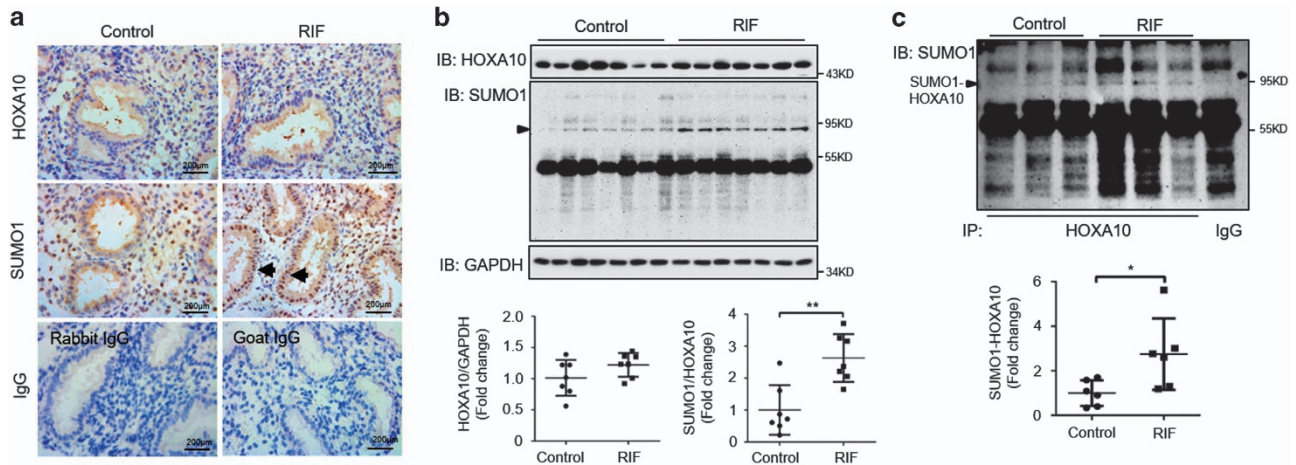 a
Control
RIF
HOXA10
200μm
200μm
SUMO1
200μm
200μm
IgG
Rabbit IgG
200μm
Goat IgG
200μm
b
Control
RIF
IB: HOXA10
43KD
IB: SUMO1
95KD
55KD
IB: GAPDH
34KD
HOXA10/GAPDH
(Fold change)
2.0
1.5
1.0
0.5
0.0
Control
RIF
SUMO1/HOXA10
(Fold change)
4
3
2
1
0
**
Control
RIF
c
Control
RIF
IB: SUMO1
SUMO1-
HOXA10
95KD
55KD
IP:
HOXA10
IgG
SUMO1-HOXA10
(Fold change)
6
4
2
0
*
Control
RIF